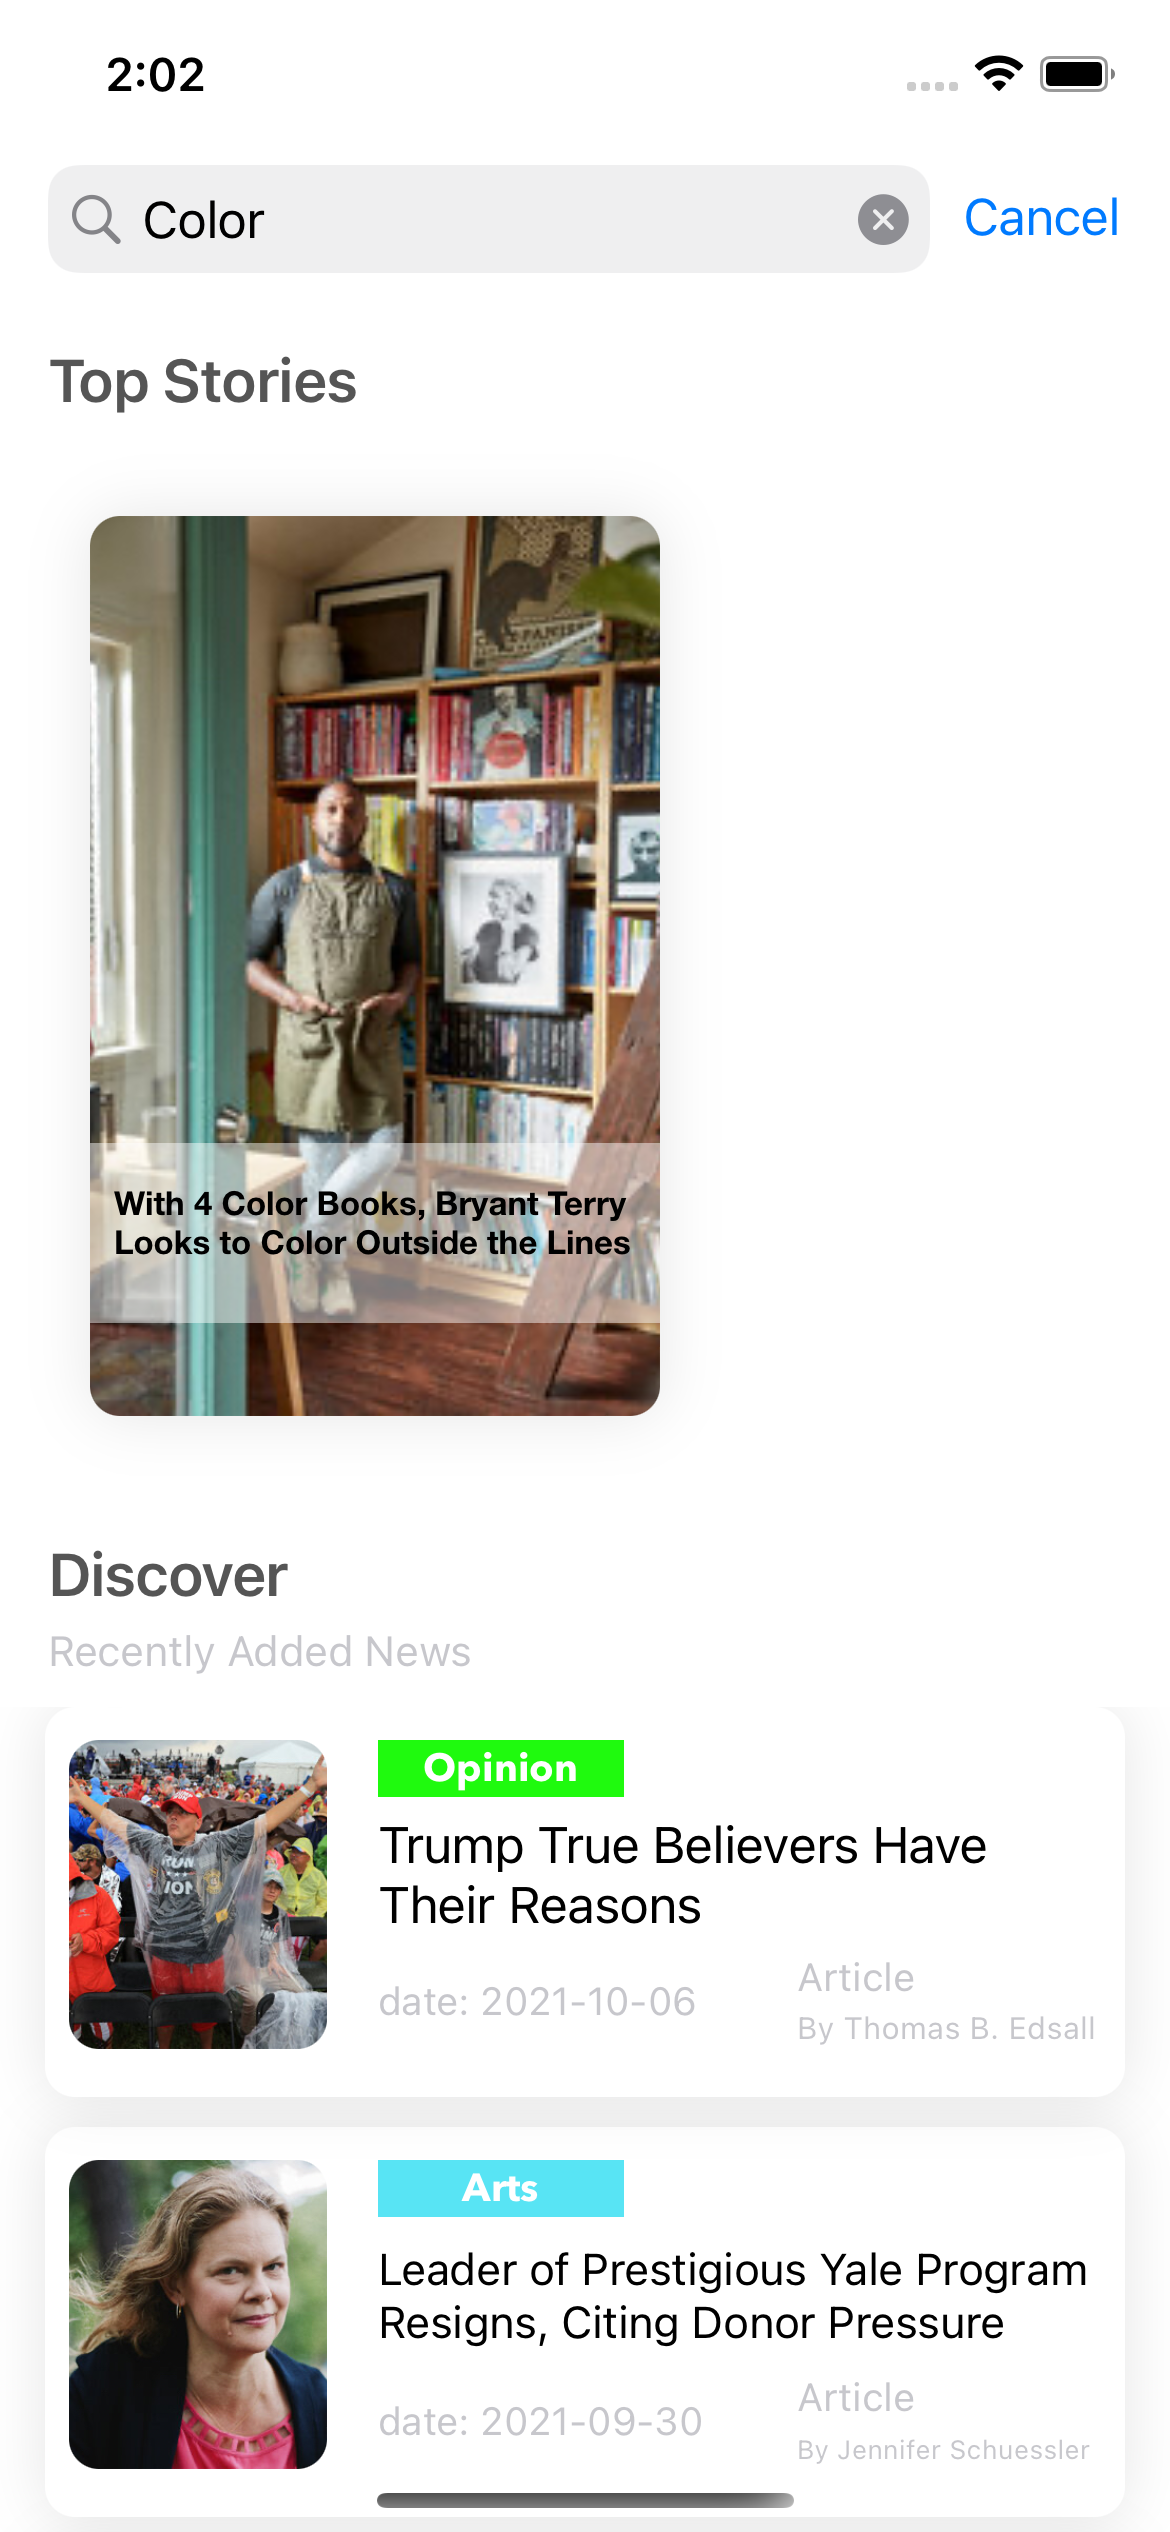 2:02
Color
Cancel
Top Stories
With 4 Color Books, Bryant Terry
Looks to Color Outside the Lines
Discover
Recently Added News
Opinion
Trump True Believers Have
Their Reasons
date: 2021-10-06
Article
By Thomas B. Edsall
Arts
Leader of Prestigious Yale Program
Resigns, Citing Donor Pressure
date: 2021-09-30
Article
By Jennifer Schuessler